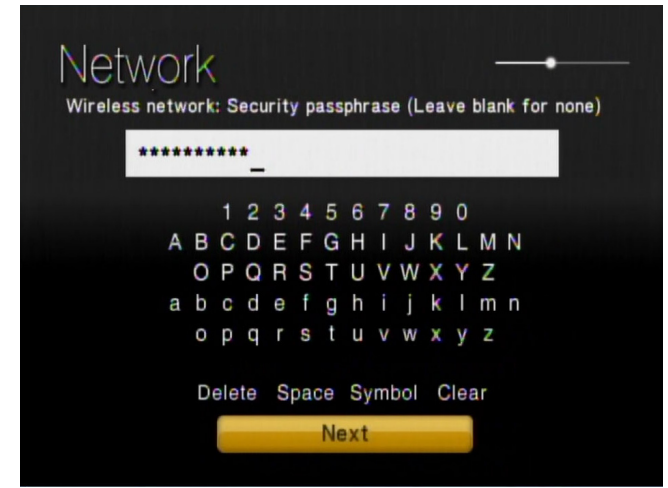 Network
Wireless network: Security passphrase (Leave blank for none)
**********_
1 2 3 4 5 6 7 8 9 0
A B C D E F G H I J K L M N
O P Q R S T U V W X Y Z
a b c d e f g h i j k l m n
o p q r s t u v w x y z
Delete Space Symbol Clear
Next